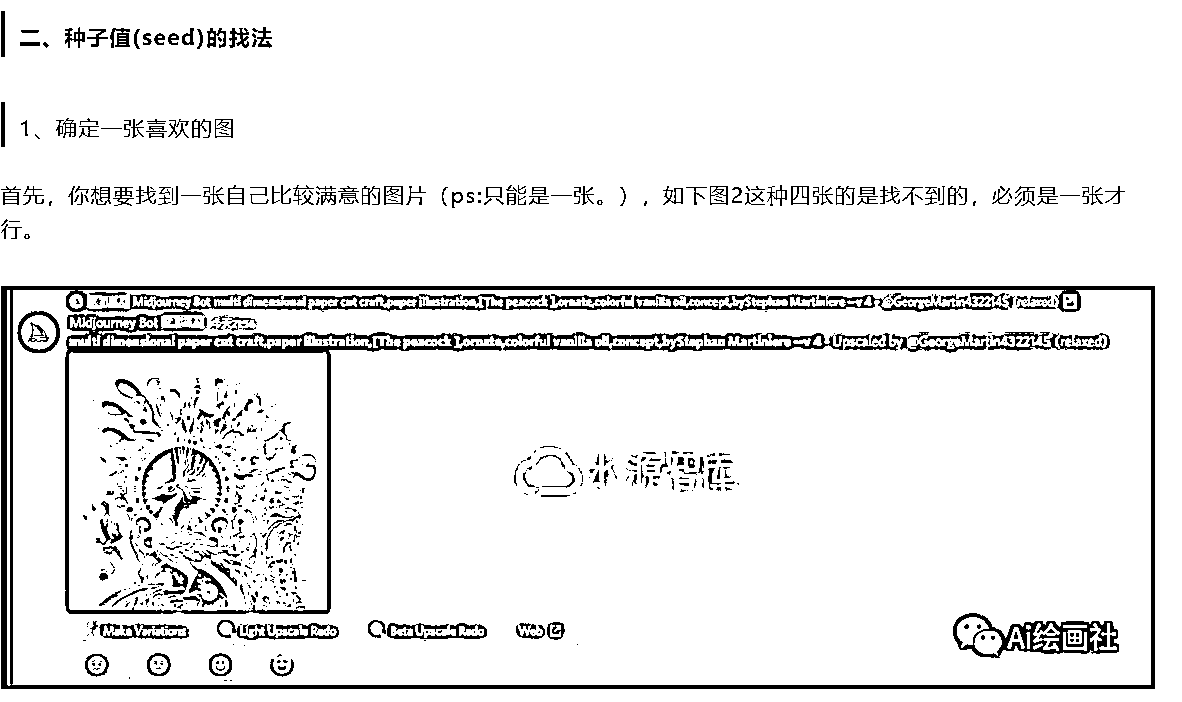 二、种子值(seed)的找法
1、确定一张喜欢的图
首先，你想要找到一张自己比较满意的图片（ps:只能是一张。），如下图2这种四张的是找不到的，必须是一张才
行。
Midjourney Bot multi dimensional paper cut craft,paper illustration,[The peacock ],ornate,colorful vanilla oil,concept,byStephan Martiniere --v 4 - @GeorgeMartin4322145 (relaxed)
Midjourney Bot
multi dimensional paper cut craft,paper illustration,[The peacock ],ornate,colorful vanilla oil,concept,byStephan Martiniere --v 4 - Upscaled by @GeorgeMartin4322145 (relaxed)
智库
Make Variations Light Upscale Redo Beta Upscale Redo Web
Ai绘画社